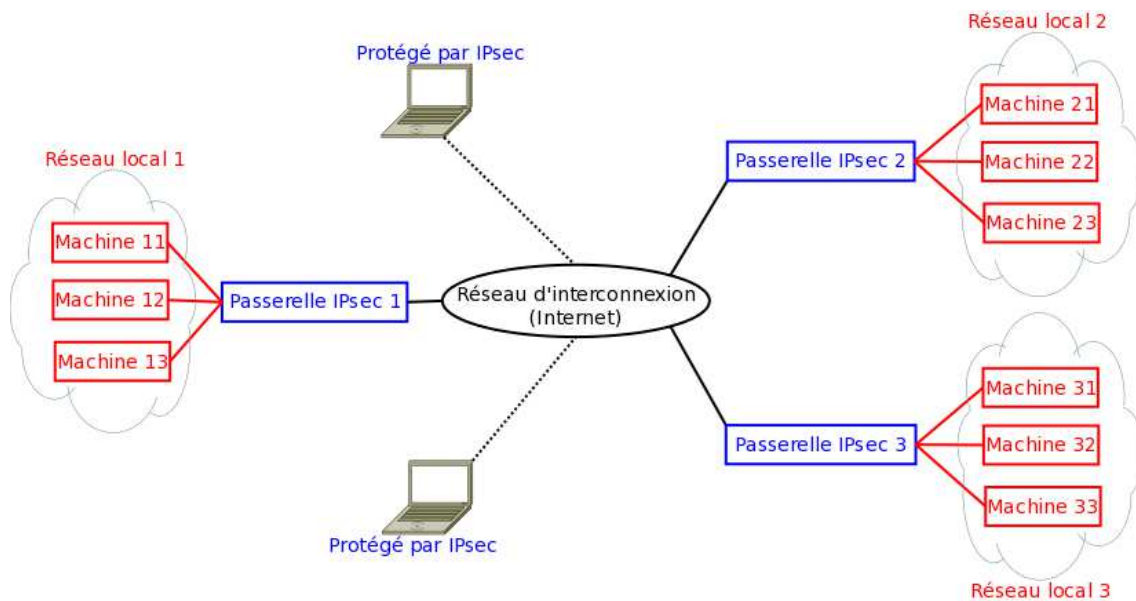 Réseau local 2
Protégé par IPsec
Machine 21
Passerelle IPsec 2
Machine 22
Machine 23
Réseau local 1
Machine 11
Machine 12
Machine 13
Passerelle IPsec 1
Réseau d'interconnexion
(Internet)
Machine 31
Passerelle IPsec 3
Machine 32
Machine 33
Protégé par IPsec
Réseau local 3